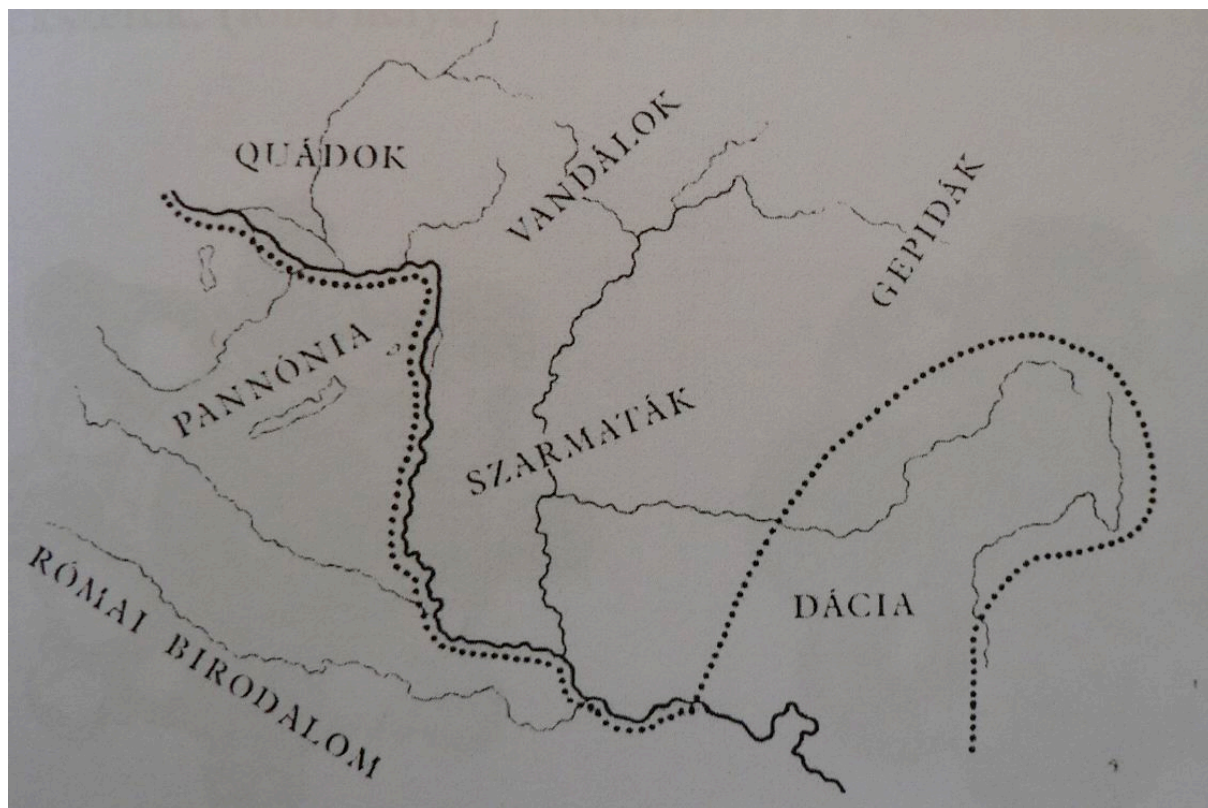 QUÁDOK
VANDÁLOK
GEPIDÁK
PANNÓNIA
SZARMATÁK
DÁCIA
RÓMAI BIRODALOM